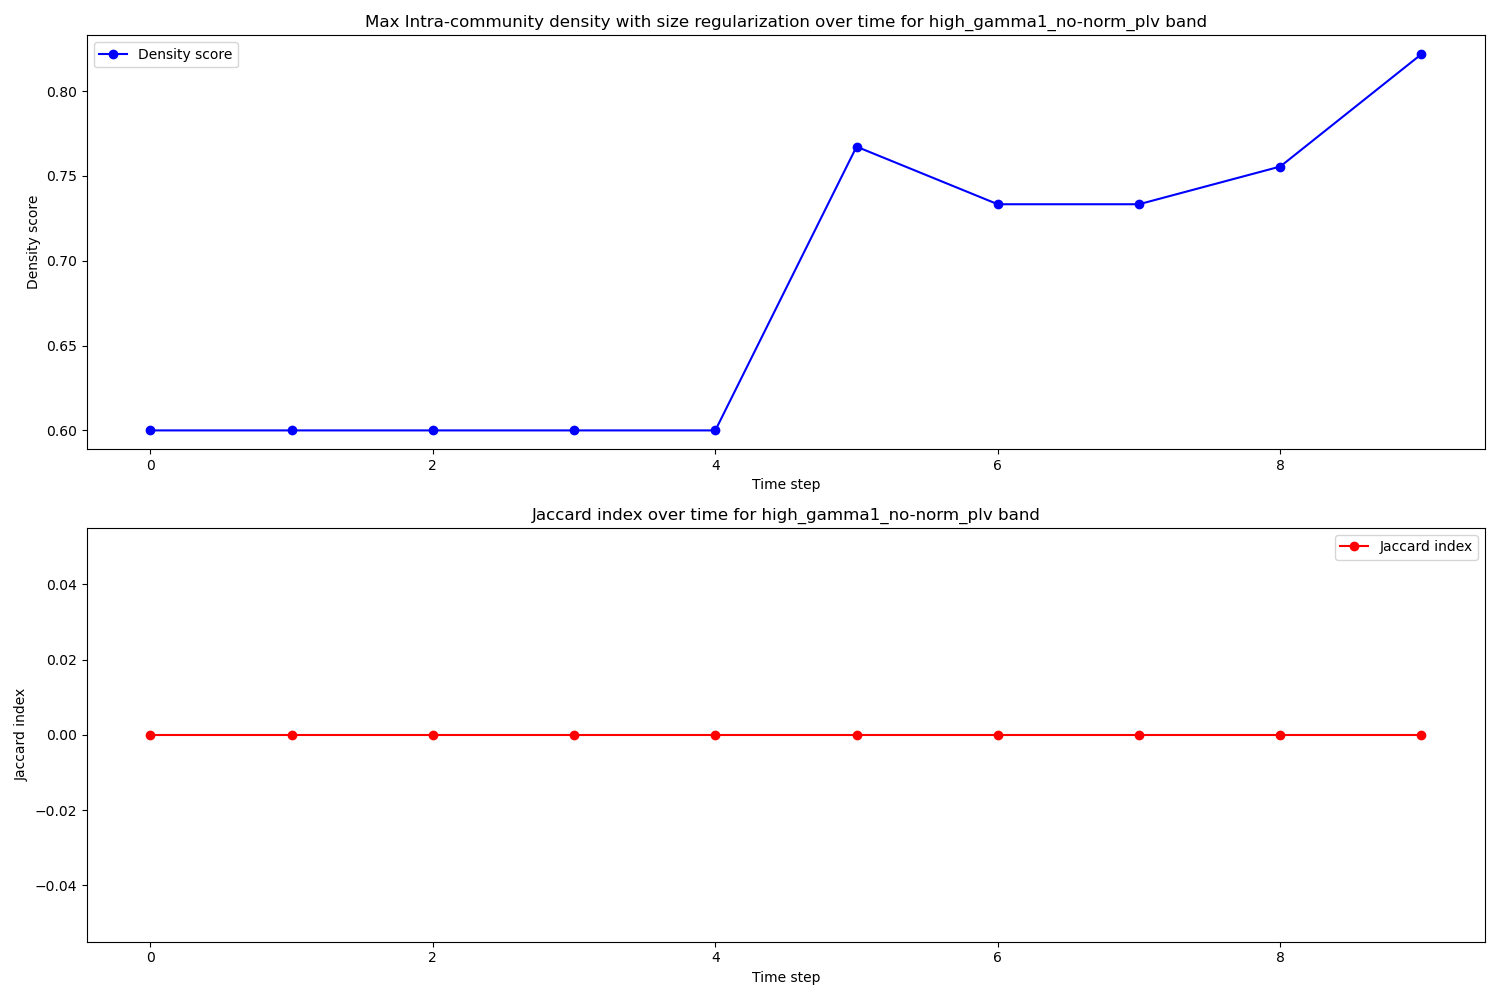 Max Intra-community density with size regularization over time for high_gamma1_no-norm_plv band
Density score
0.80
0.75
0.70
0.65
0.60
Density score
0 2 4 6 8
Time step
Jaccard index over time for high_gamma1_no-norm_plv band
Jaccard index
0.04
0.02
0.00
−0.02
−0.04
Jaccard index
0 2 4 6 8
Time step